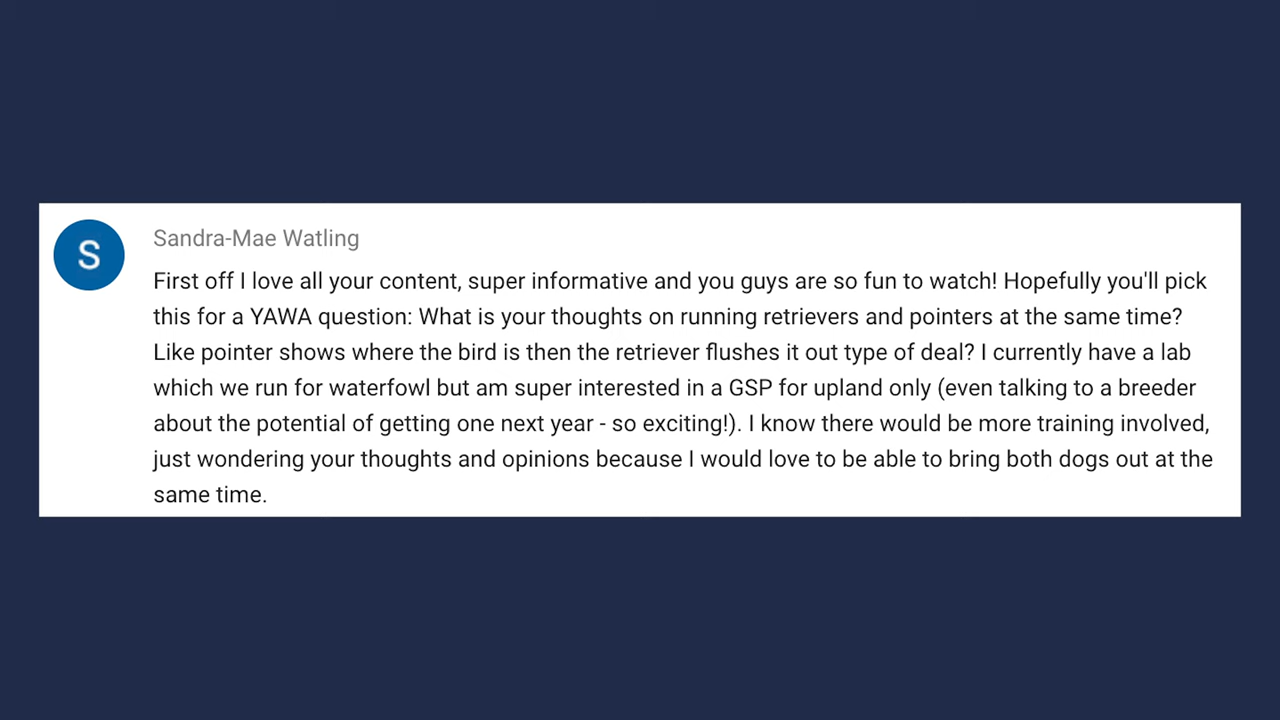 S
Sandra-Mae Watling
First off I love all your content, super informative and you guys are so fun to watch! Hopefully you'll pick
this for a YAWA question: What is your thoughts on running retrievers and pointers at the same time?
Like pointer shows where the bird is then the retriever flushes it out type of deal? I currently have a lab
which we run for waterfowl but am super interested in a GSP for upland only (even talking to a breeder
about the potential of getting one next year - so exciting!). I know there would be more training involved,
just wondering your thoughts and opinions because I would love to be able to bring both dogs out at the
same time.